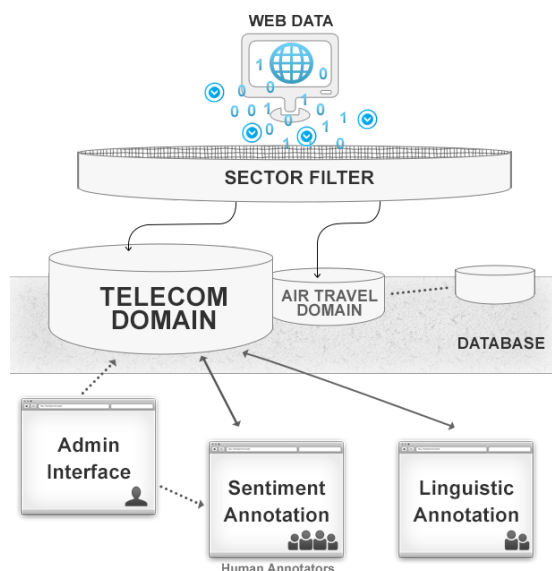 WEB DATA
SECTOR FILTER
TELECOM
DOMAIN
AIR TRAVEL
DOMAIN
DATABASE
Admin
Interface
Sentiment
Annotation
Linguistic
Annotation
Human Annotators